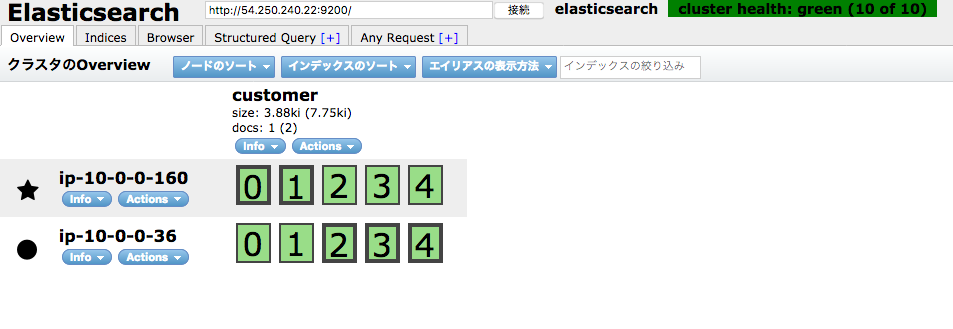 Elasticsearch http://54.250.240.22:9200/ 接続 elasticsearch cluster health: green (10 of 10)
Overview Indices Browser Structured Query [+] Any Request [+]
クラスタのOverview ノードのソート インデックスのソート エイリアスの表示方法 インデックスの絞り込み
customer
size: 3.88ki (7.75ki)
docs: 1 (2)
Info Actions
ip-10-0-0-160 0 1 2 3 4
Info Actions
ip-10-0-0-36 0 1 2 3 4
Info Actions